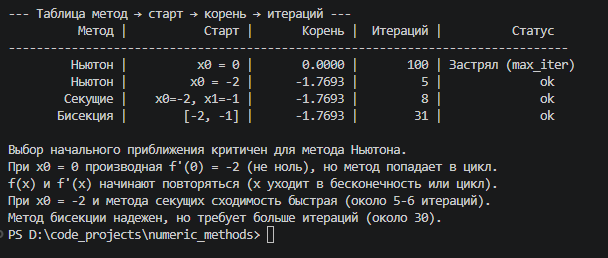 --- Таблица метод → старт → корень → итераций ---
Метод | Старт | Корень | Итераций | Статус
--------------------------------------------------------------------------------
Ньютон | x0 = 0 | 0.0000 | 100 | Застрял (max_iter)
Ньютон | x0 = -2 | -1.7693 | 5 | ok
Секущие | x0=-2, x1=-1 | -1.7693 | 8 | ok
Бисекция | [-2, -1] | -1.7693 | 31 | ok
Выбор начального приближения критичен для метода Ньютона.
При x0 = 0 производная f'(0) = -2 (не ноль), но метод попадает в цикл.
f(x) и f'(x) начинают повторяться (x уходит в бесконечность или цикл).
При x0 = -2 и метода секущих сходимость быстрая (около 5-6 итераций).
Метод бисекции надежен, но требует больше итераций (около 30).
PS D:\code_projects\numeric_methods>